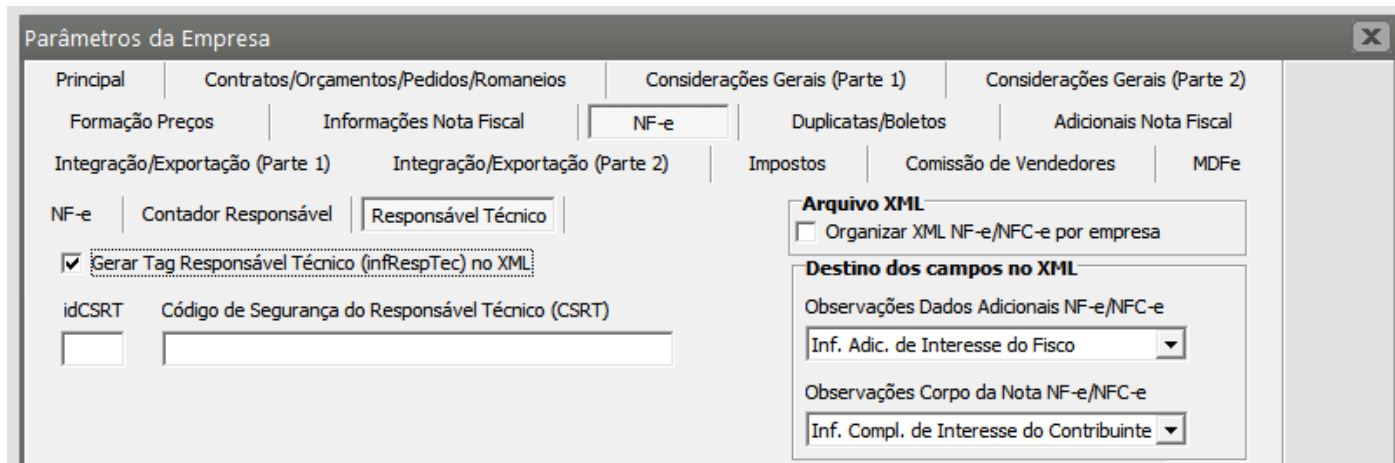 Parâmetros da Empresa
Principal Contratos/Orçamentos/Pedidos/Romaneios Considerações Gerais (Parte 1) Considerações Gerais (Parte 2)
Formação Preços Informações Nota Fiscal NF-e Duplicatas/Boletos Adicionais Nota Fiscal
Integração/Exportação (Parte 1) Integração/Exportação (Parte 2) Impostos Comissão de Vendedores MDFe
NF-e Contador Responsável Responsável Técnico
Gerar Tag Responsável Técnico (infRespTec) no XML
idCSRT Código de Segurança do Responsável Técnico (CSRT)
Arquivo XML
Organizar XML NF-e/NFC-e por empresa
Destino dos campos no XML
Observações Dados Adicionais NF-e/NFC-e
Inf. Adic. de Interesse do Fisco
Observações Corpo da Nota NF-e/NFC-e
Inf. Compl. de Interesse do Contribuinte